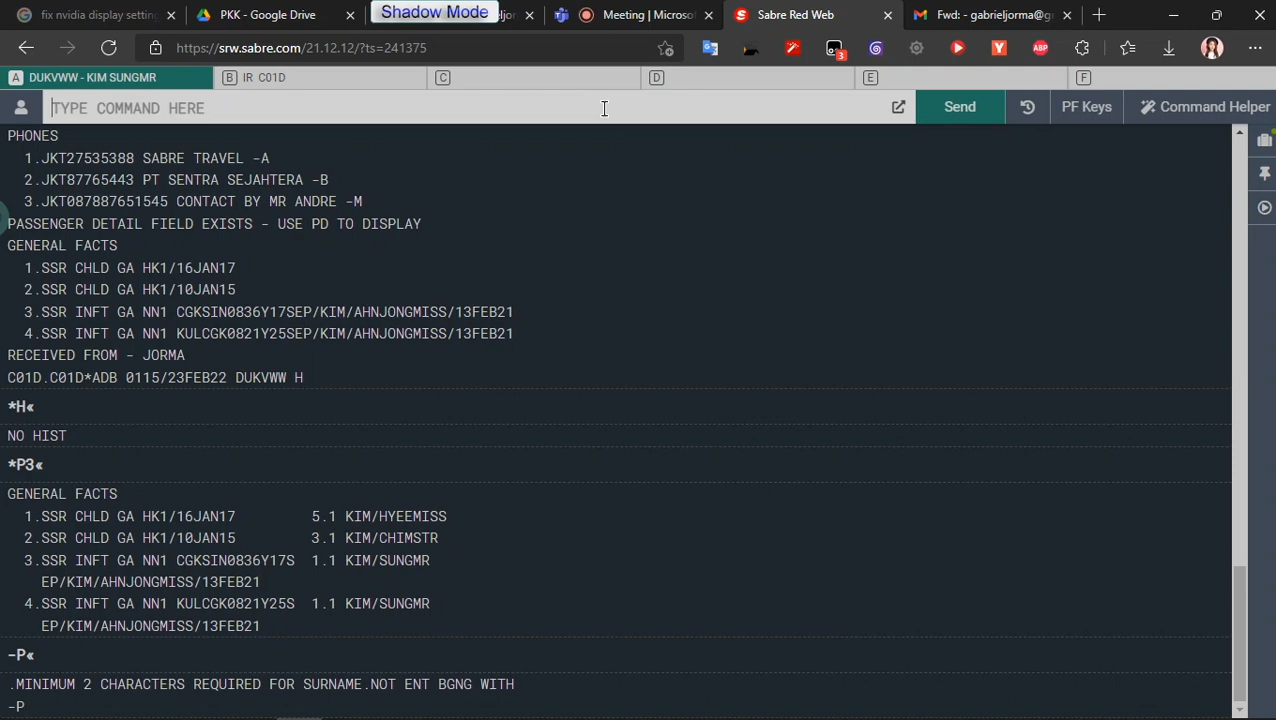 fix nvidia display setting
PKK - Google Drive
Shadow Mode
Meeting | Microso
Sabre Red Web
Fwd: - gabrieljorma@g
https://srw.sabre.com/21.12.12/?ts=241375
3
ABP
A DUKVWW - KIM SUNGMR
B IR C01D
C
D
E
F
TYPE COMMAND HERE
Send
PF Keys
Command Helper
PHONES
1.JKT27535388 SABRE TRAVEL -A
2.JKT87765443 PT SENTRA SEJAHTERA -B
3.JKT087887651545 CONTACT BY MR ANDRE -M
PASSENGER DETAIL FIELD EXISTS - USE PD TO DISPLAY
GENERAL FACTS
1.SSR CHLD GA HK1/16JAN17
2.SSR CHLD GA HK1/10JAN15
3.SSR INFT GA NN1 CGKSIN0836Y17SEP/KIM/AHNJONGMISS/13FEB21
4.SSR INFT GA NN1 KULCGK0821Y25SEP/KIM/AHNJONGMISS/13FEB21
RECEIVED FROM - JORMA
C01D.C01D*ADB 0115/23FEB22 DUKVWW H
*H«
NO HIST
*P3«
GENERAL FACTS
1.SSR CHLD GA HK1/16JAN17 5.1 KIM/HYEEMISS
2.SSR CHLD GA HK1/10JAN15 3.1 KIM/CHIMSTR
3.SSR INFT GA NN1 CGKSIN0836Y17S 1.1 KIM/SUNGMR
EP/KIM/AHNJONGMISS/13FEB21
4.SSR INFT GA NN1 KULCGK0821Y25S 1.1 KIM/SUNGMR
EP/KIM/AHNJONGMISS/13FEB21
-P«
.MINIMUM 2 CHARACTERS REQUIRED FOR SURNAME.NOT ENT BGNG WITH
-P